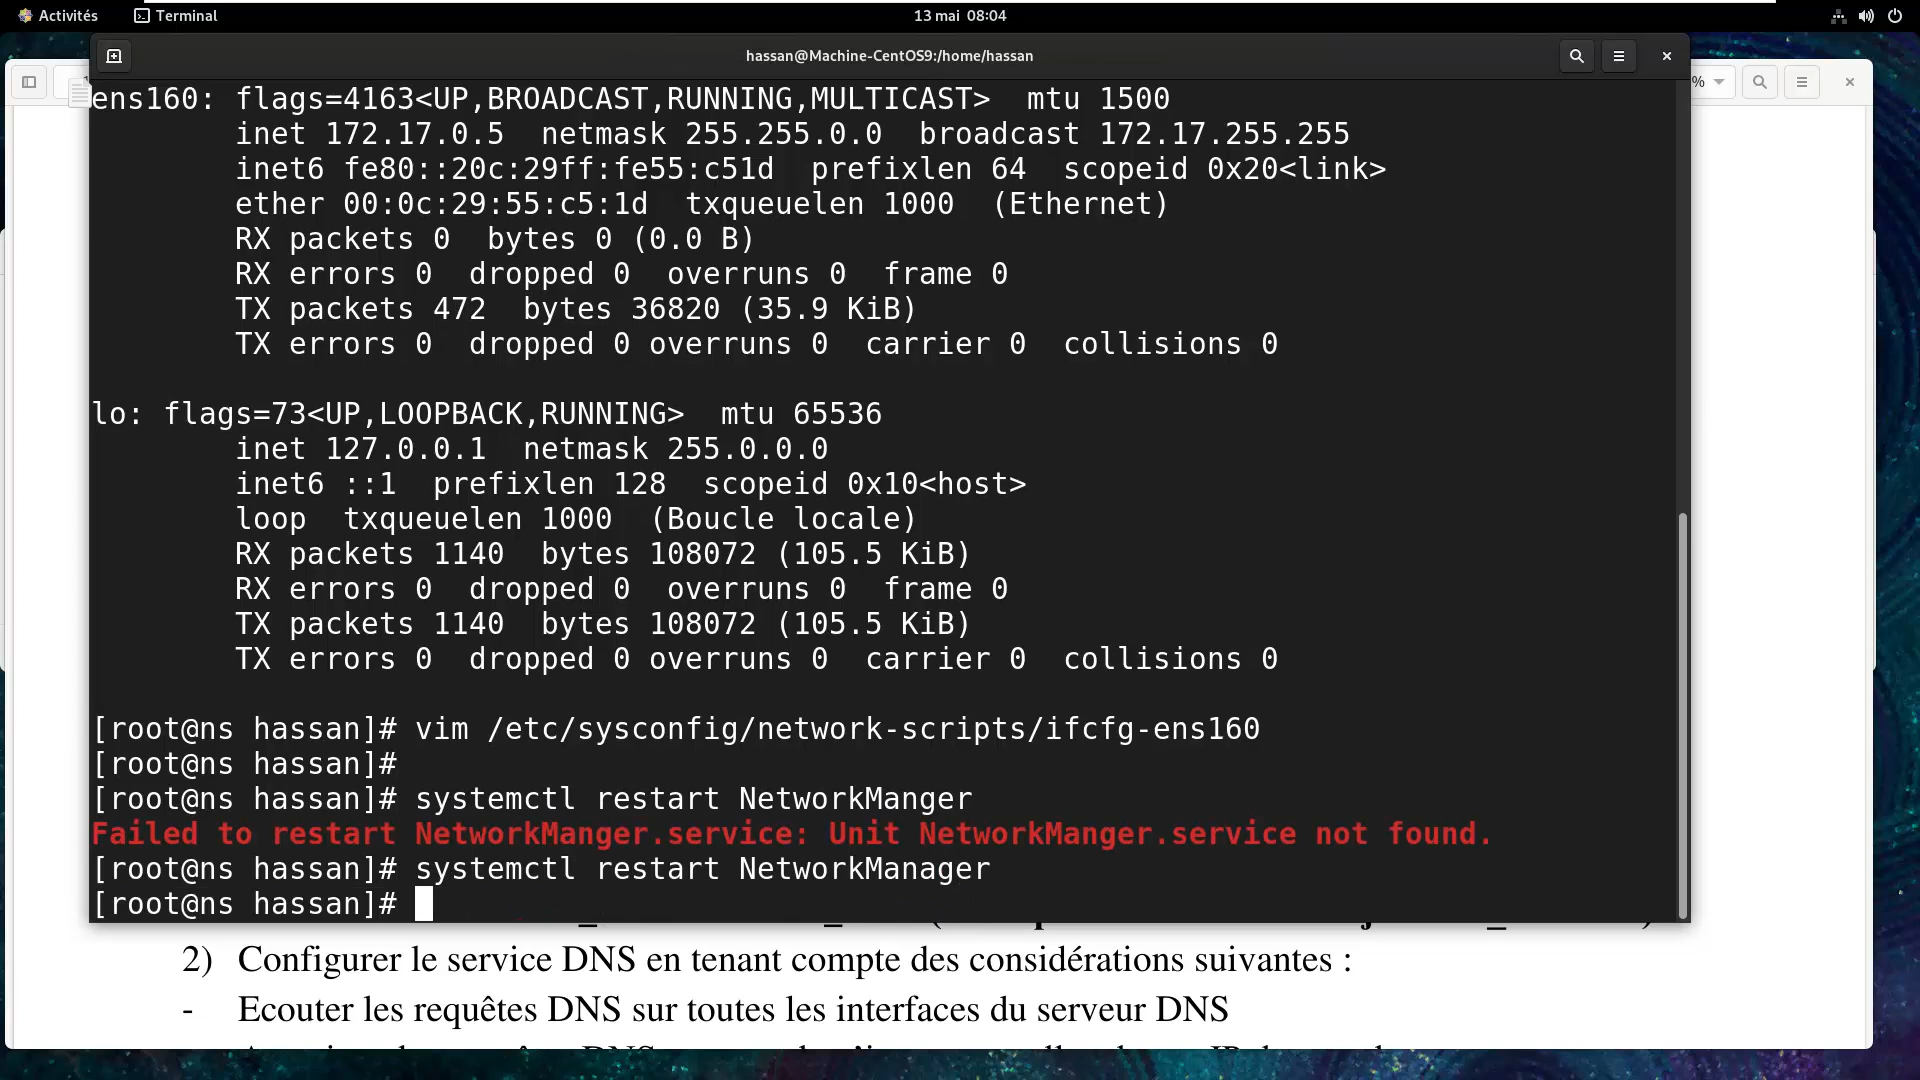 Activités
Terminal
13 mai 08:04
hassan@Machine-CentOS9:/home/hassan
%
ens160: flags=4163<UP,BROADCAST,RUNNING,MULTICAST>  mtu 1500
inet 172.17.0.5  netmask 255.255.0.0  broadcast 172.17.255.255
inet6 fe80::20c:29ff:fe55:c51d  prefixlen 64  scopeid 0x20<link>
ether 00:0c:29:55:c5:1d  txqueuelen 1000  (Ethernet)
RX packets 0  bytes 0 (0.0 B)
RX errors 0  dropped 0  overruns 0  frame 0
TX packets 472  bytes 36820 (35.9 KiB)
TX errors 0  dropped 0 overruns 0  carrier 0  collisions 0
lo: flags=73<UP,LOOPBACK,RUNNING>  mtu 65536
inet 127.0.0.1  netmask 255.0.0.0
inet6 ::1  prefixlen 128  scopeid 0x10<host>
loop  txqueuelen 1000  (Boucle locale)
RX packets 1140  bytes 108072 (105.5 KiB)
RX errors 0  dropped 0  overruns 0  frame 0
TX packets 1140  bytes 108072 (105.5 KiB)
TX errors 0  dropped 0 overruns 0  carrier 0  collisions 0
[root@ns hassan]# vim /etc/sysconfig/network-scripts/ifcfg-ens160
[root@ns hassan]#
[root@ns hassan]# systemctl restart NetworkManger
Failed to restart NetworkManger.service: Unit NetworkManger.service not found.
[root@ns hassan]# systemctl restart NetworkManager
[root@ns hassan]#
2) Configurer le service DNS en tenant compte des considérations suivantes :
- Ecouter les requêtes DNS sur toutes les interfaces du serveur DNS